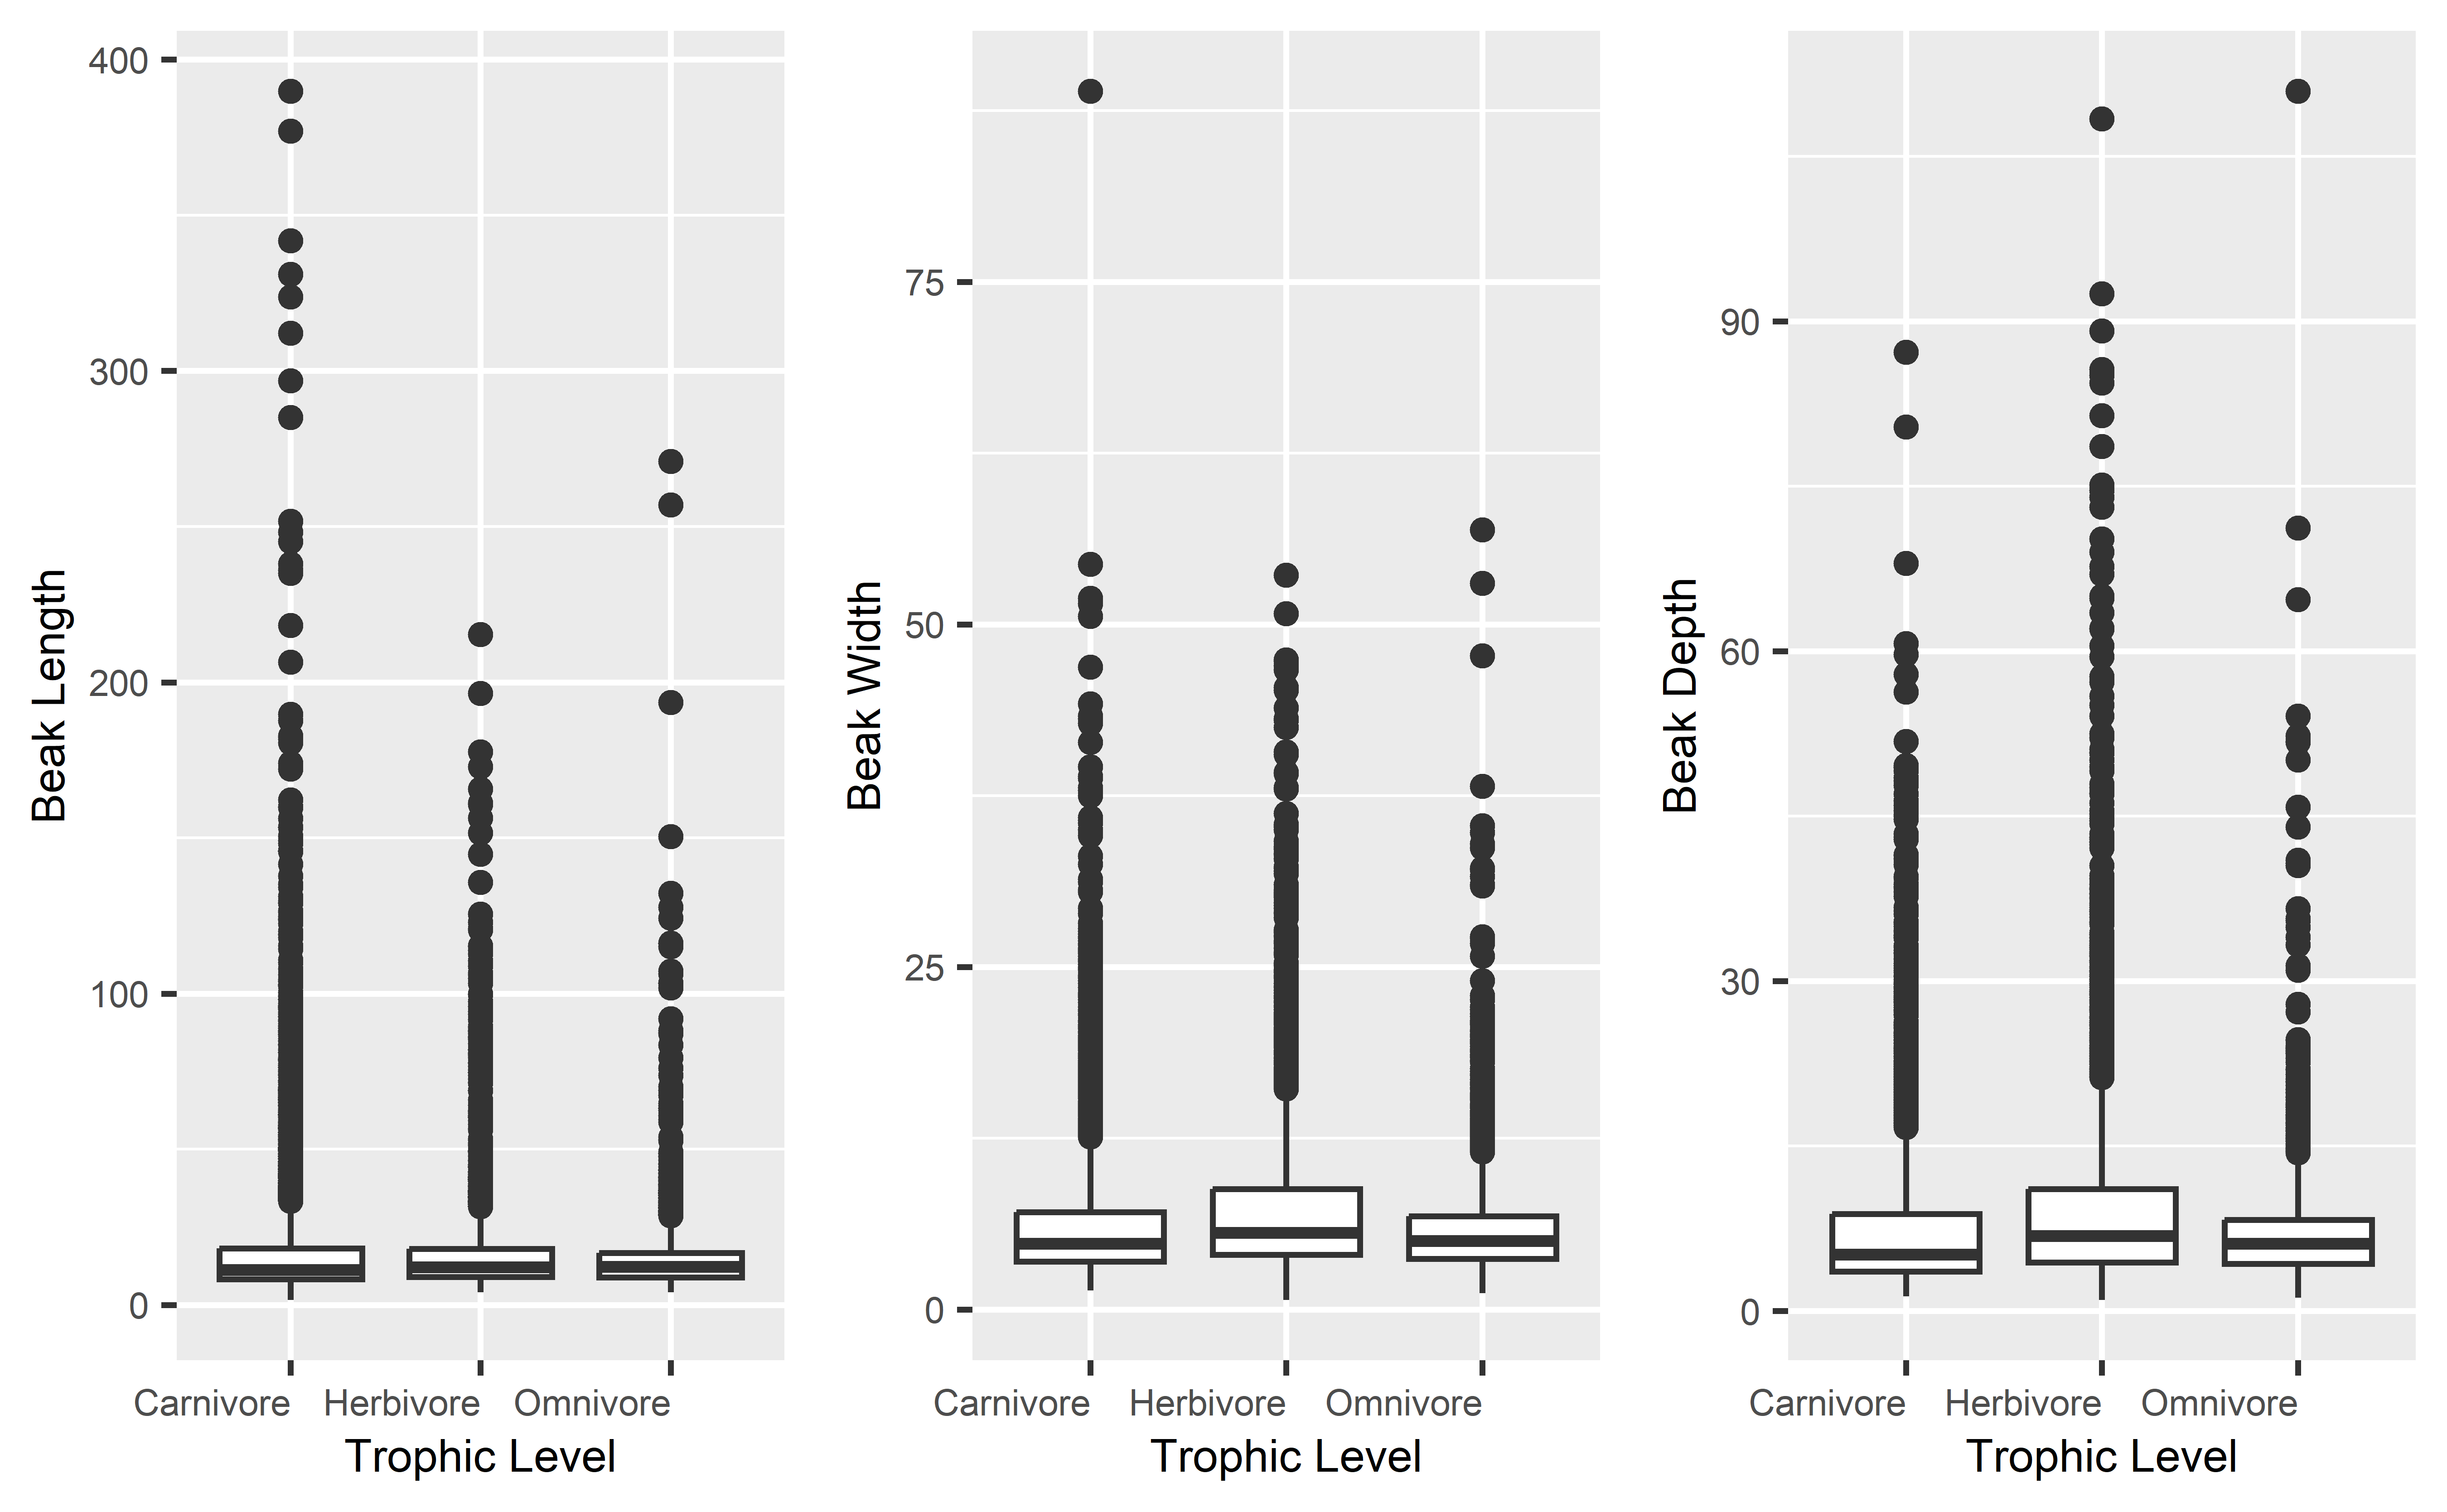 Beak Length
400
300
200
100
0
Carnivore Herbivore Omnivore
Trophic Level
Beak Width
75
50
25
0
Carnivore Herbivore Omnivore
Trophic Level
Beak Depth
90
60
30
0
Carnivore Herbivore Omnivore
Trophic Level